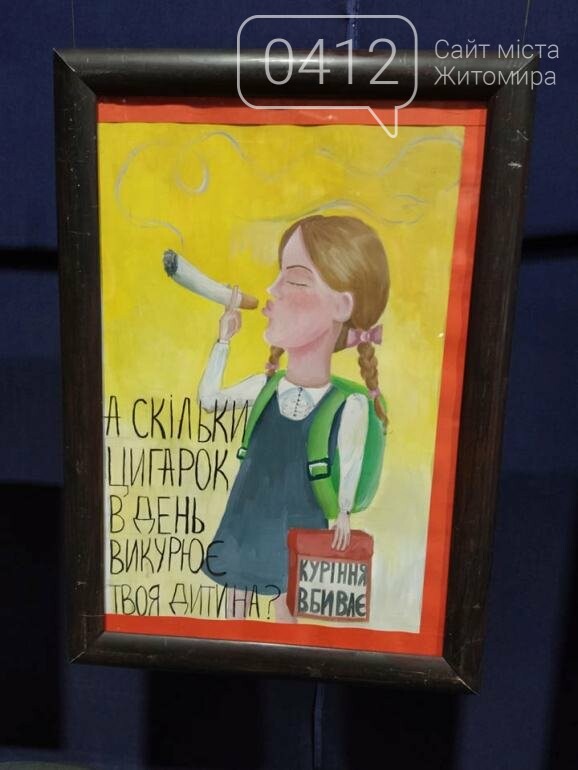 0412
Сайт міста
Житомира
А СКІЛЬКИ
ЦИГАРОК
В ДЕНЬ
ВИКУРЮЄ
ТВОЯ ДИТИНА?
КУРІННЯ
ВБИВАЄ